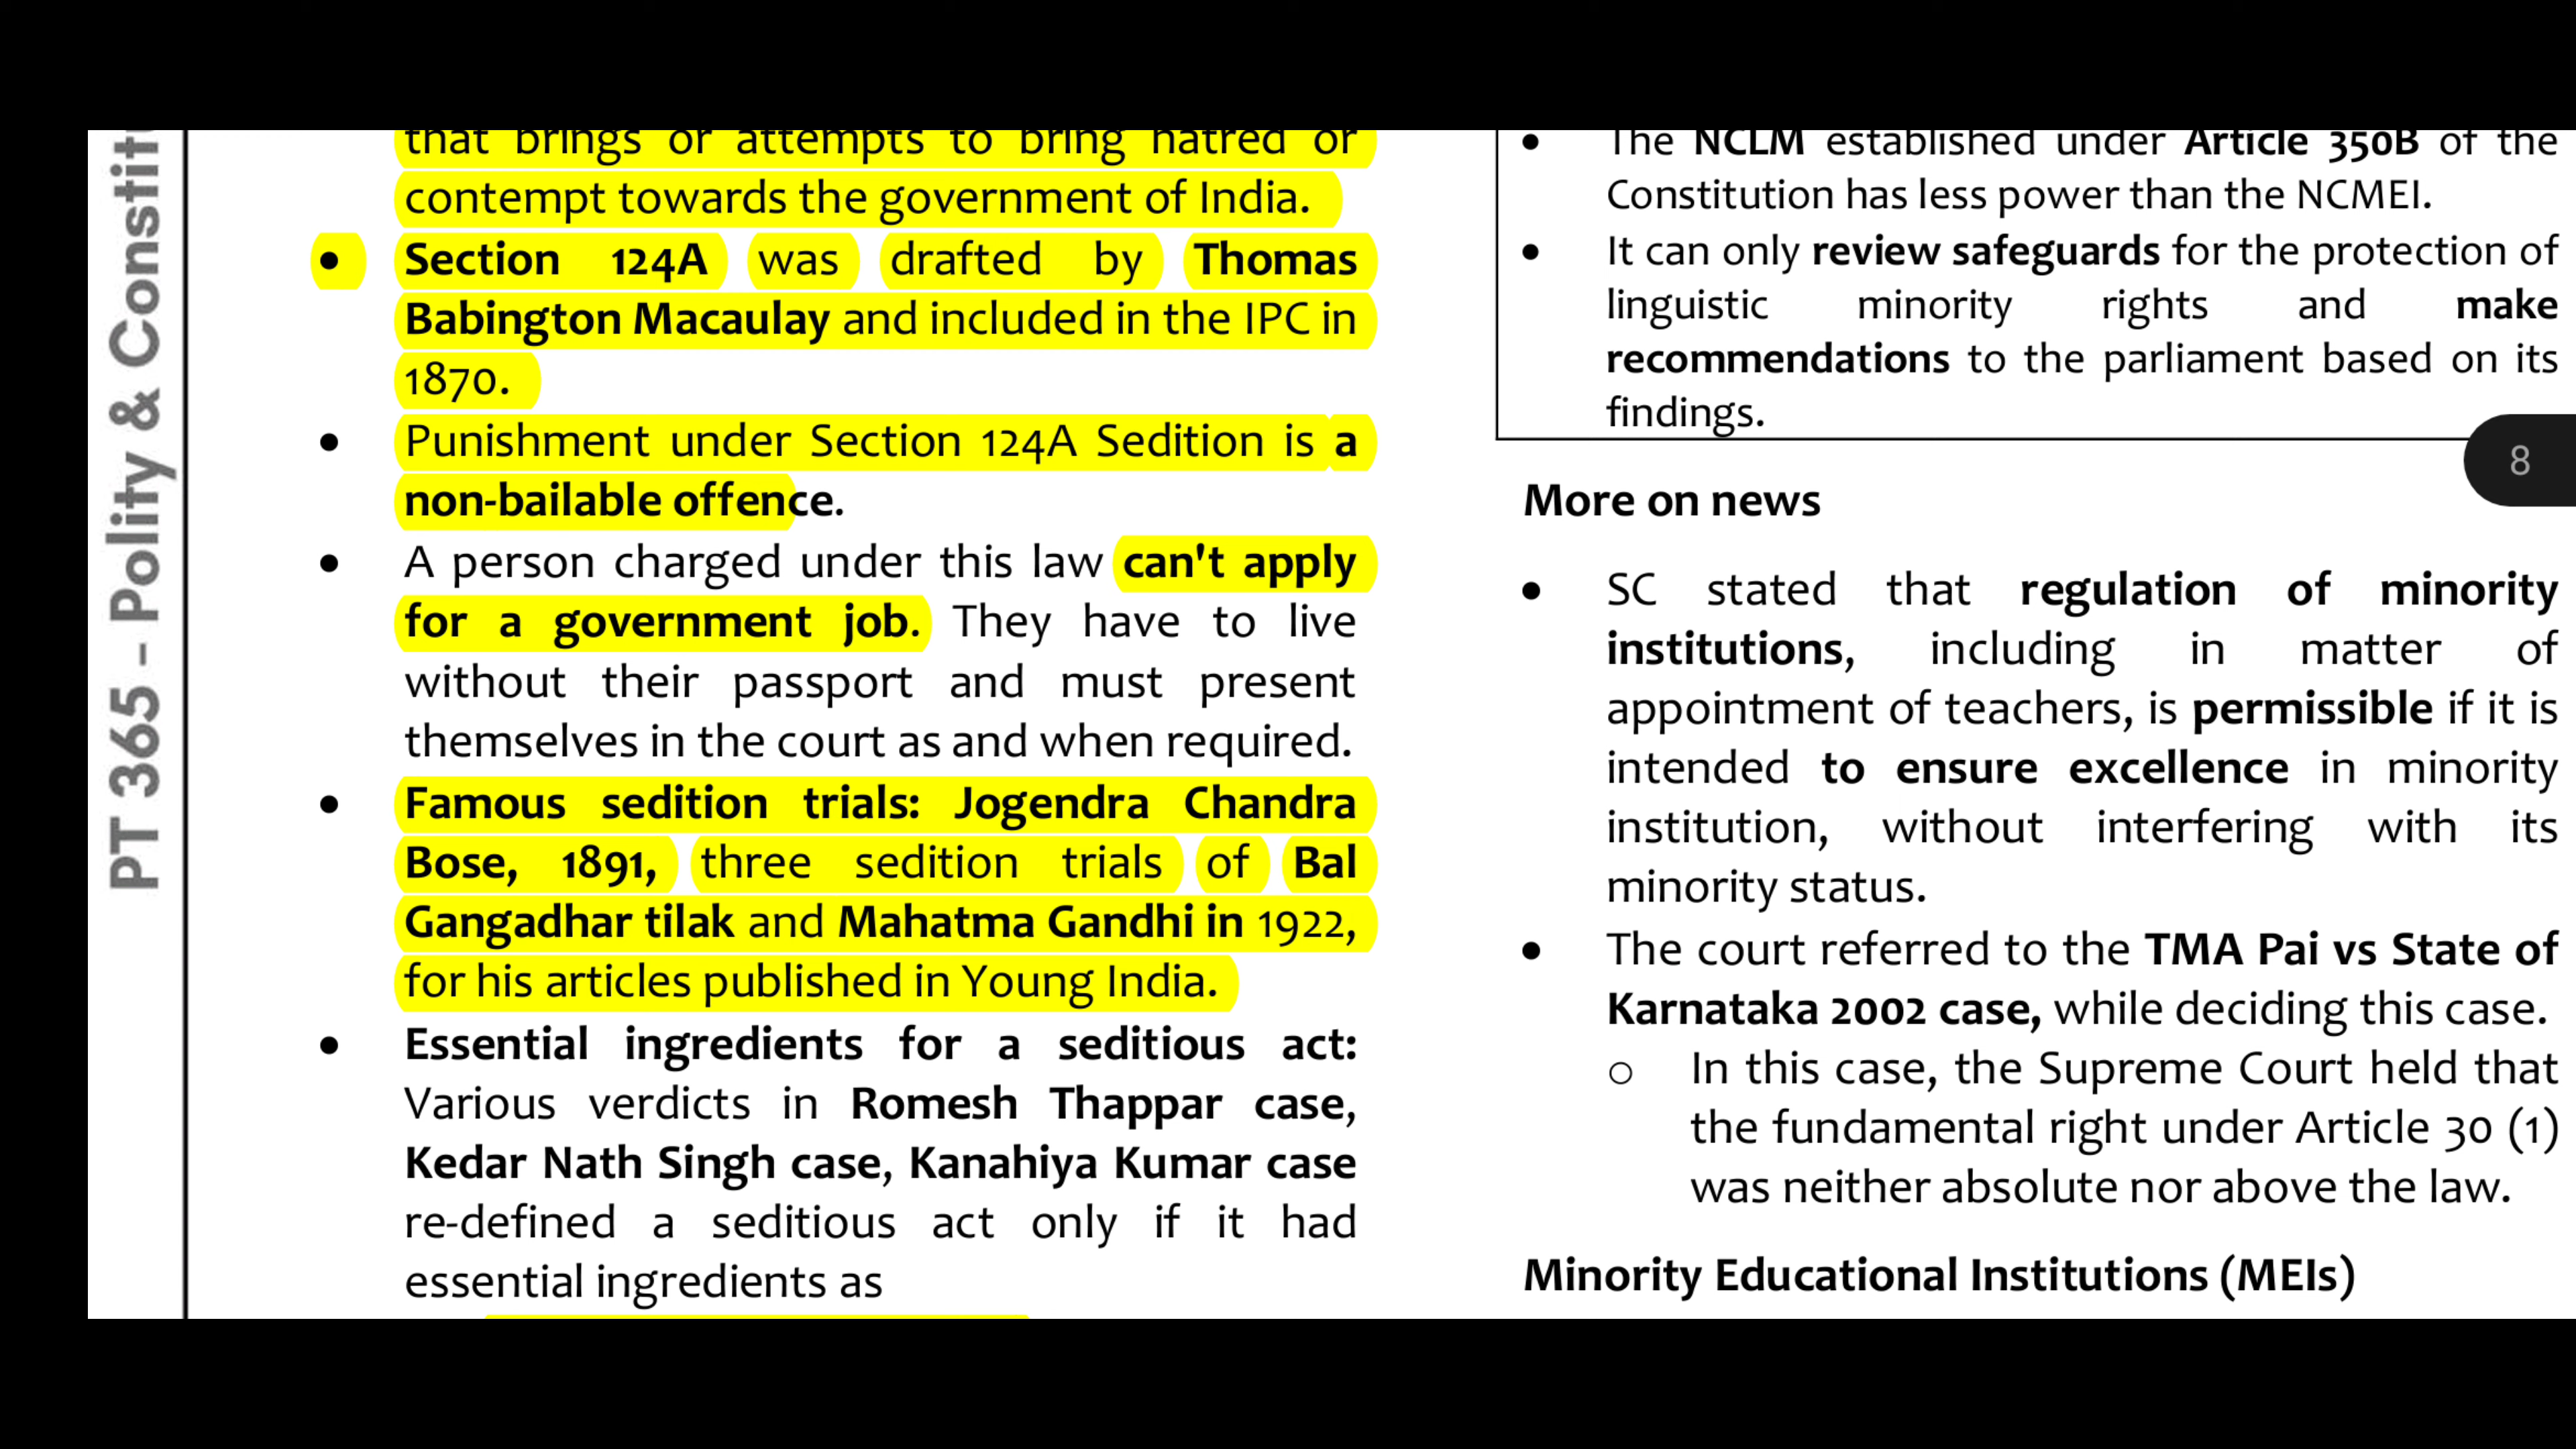 PT 365 – Polity & Constit
that brings or attempts to bring hatred or
contempt towards the government of India.
• Section 124A was drafted by Thomas
Babington Macaulay and included in the IPC in
1870.
• Punishment under Section 124A Sedition is a
non-bailable offence.
• A person charged under this law can't apply
for a government job. They have to live
without their passport and must present
themselves in the court as and when required.
• Famous sedition trials: Jogendra Chandra
Bose, 1891, three sedition trials of Bal
Gangadhar tilak and Mahatma Gandhi in 1922,
for his articles published in Young India.
• Essential ingredients for a seditious act:
Various verdicts in Romesh Thappar case,
Kedar Nath Singh case, Kanahiya Kumar case
re-defined a seditious act only if it had
essential ingredients as
• The NCLM established under Article 350B of the
Constitution has less power than the NCMEI.
• It can only review safeguards for the protection of
linguistic minority rights and make
recommendations to the parliament based on its
findings.
8
More on news
• SC stated that regulation of minority
institutions, including in matter of
appointment of teachers, is permissible if it is
intended to ensure excellence in minority
institution, without interfering with its
minority status.
• The court referred to the TMA Pai vs State of
Karnataka 2002 case, while deciding this case.
○ In this case, the Supreme Court held that
the fundamental right under Article 30 (1)
was neither absolute nor above the law.
Minority Educational Institutions (MEIs)